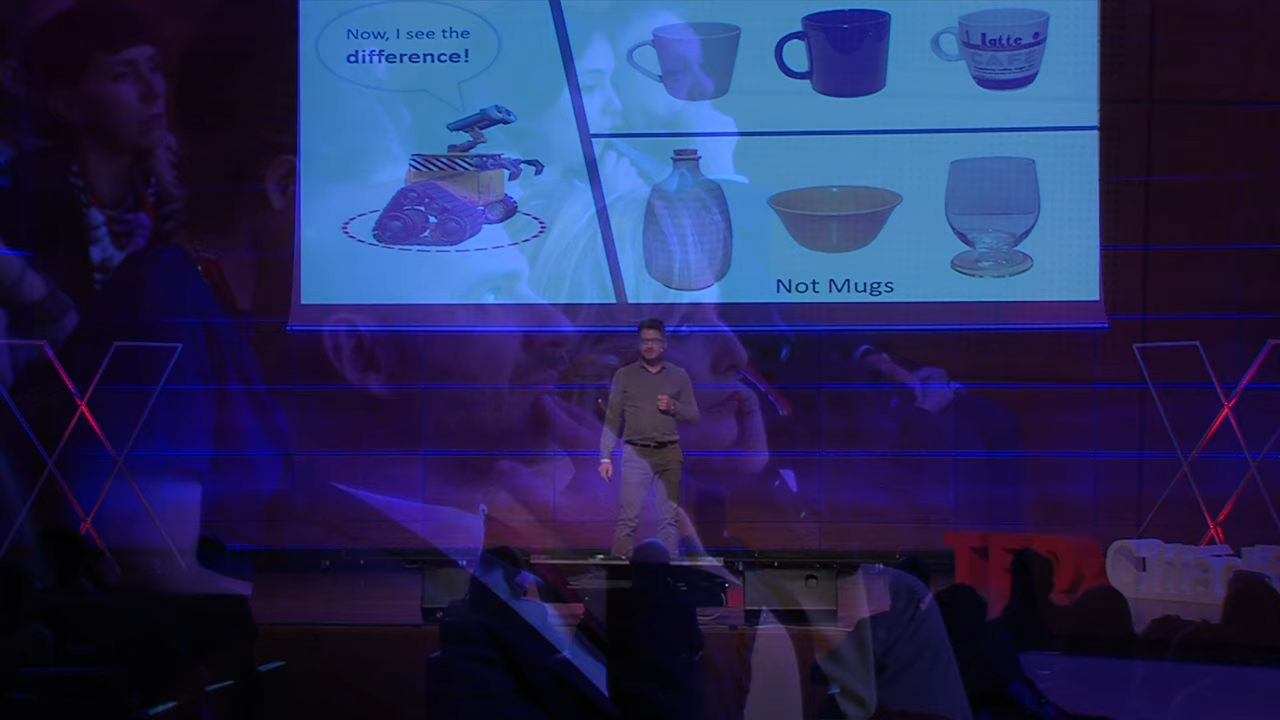 Now, I see the
difference!
Latte
CAFE
Not Mugs
TEDx